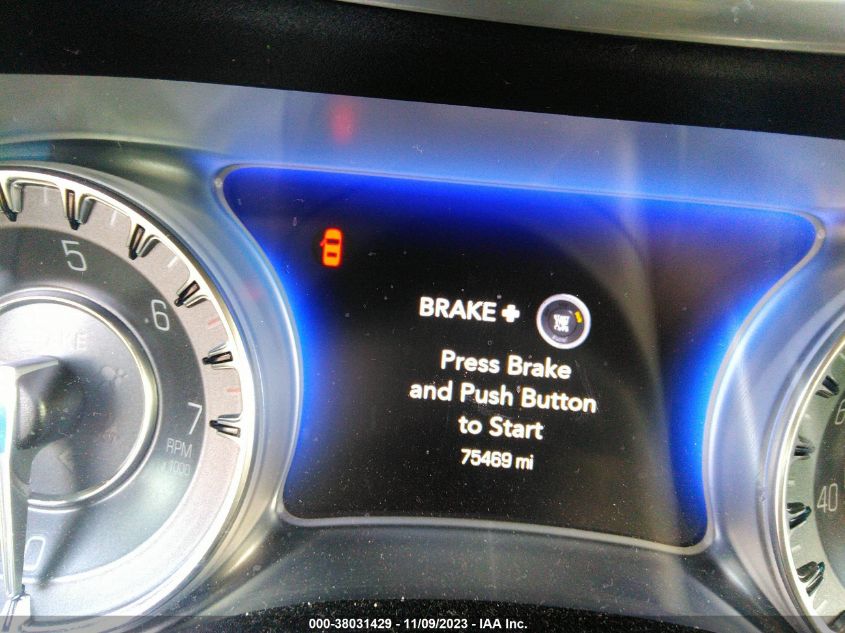 5
6
7
RPM
x1000
0
BRAKE +
Press Brake
and Push Button
to Start
75469 mi
40
000-38031429 - 11/09/2023 - IAA Inc.